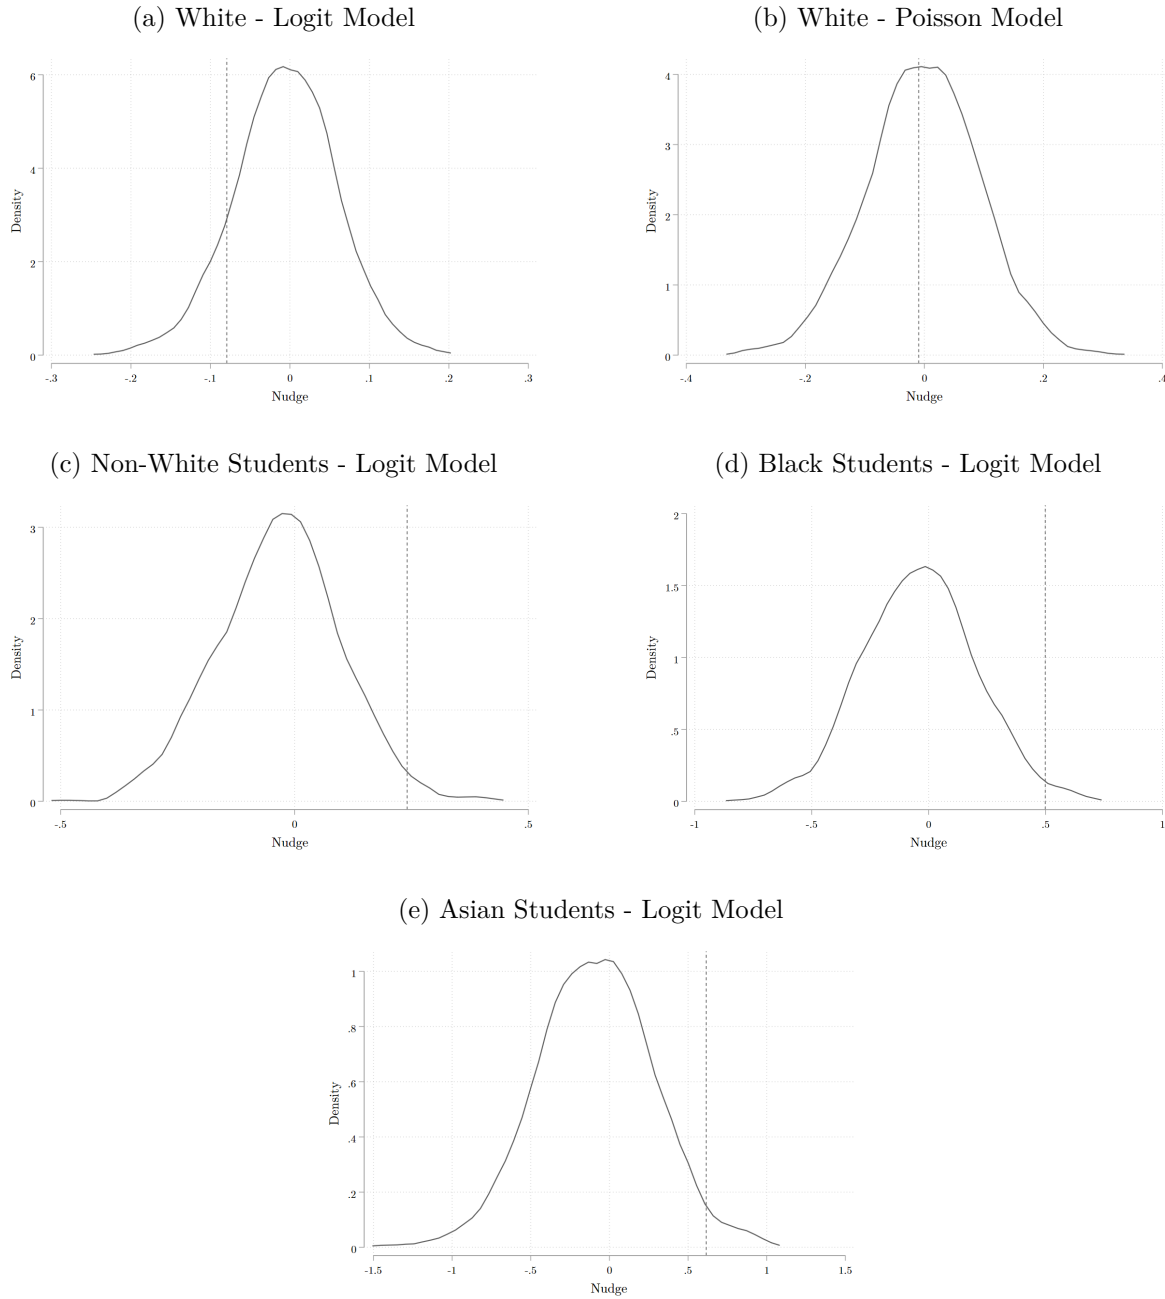 (a) White - Logit Model
(b) White - Poisson Model
Density
6
4
2
0
-.3 -.2 -.1 0 .1 .2 .3
Nudge
Density
4
3
2
1
0
-.4 -.2 0 .2 .4
Nudge
(c) Non-White Students - Logit Model
(d) Black Students - Logit Model
Density
3
2
1
0
-.5 0 .5
Nudge
Density
2
1.5
1
.5
0
-1 -.5 0 .5 1
Nudge
(e) Asian Students - Logit Model
Density
1
.8
.6
.4
.2
0
-1.5 -1 -.5 0 .5 1 1.5
Nudge